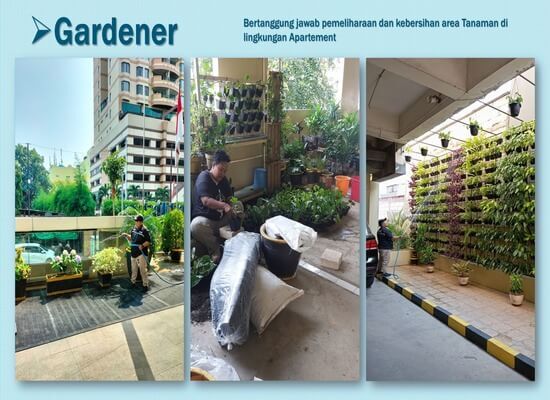 Gardener
Bertanggung jawab pemeliharaan dan kebersihan area Tanaman di
lingkungan Apartement